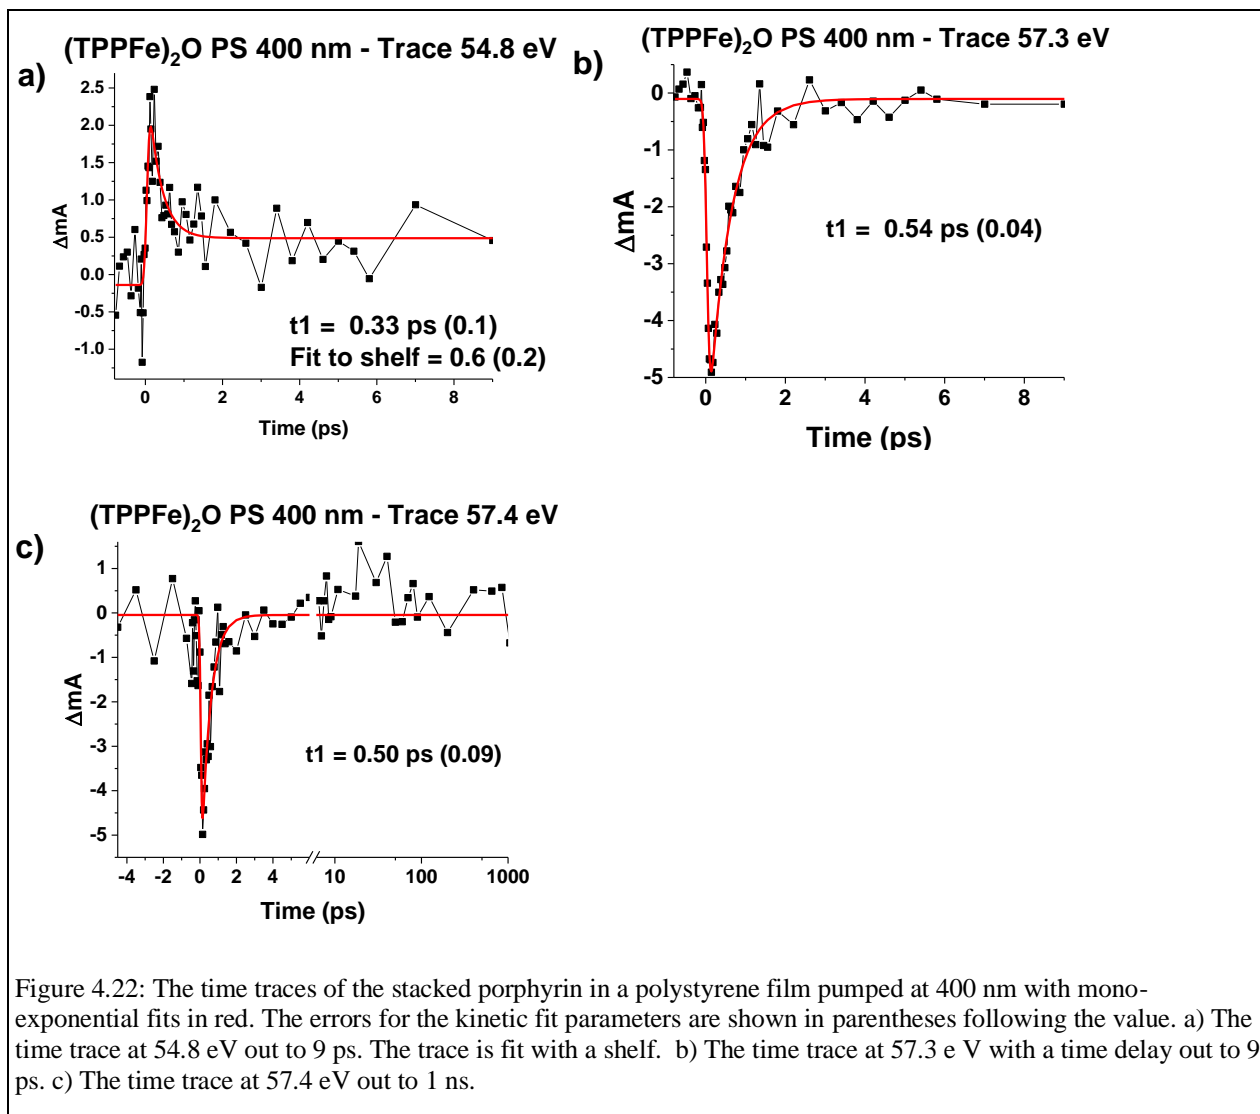 (TPPFe)2O PS 400 nm - Trace 54.8 eV
a)
2.5
2.0
1.5
1.0
0.5
0.0
-0.5
-1.0
ΔmA
t1 = 0.33 ps (0.1)
Fit to shelf = 0.6 (0.2)
0 2 4 6 8
Time (ps)
(TPPFe)2O PS 400 nm - Trace 57.3 eV
b)
0
-1
-2
-3
-4
-5
ΔmA
t1 = 0.54 ps (0.04)
0 2 4 6 8
Time (ps)
(TPPFe)2O PS 400 nm - Trace 57.4 eV
c)
1
0
-1
-2
-3
-4
-5
ΔmA
t1 = 0.50 ps (0.09)
-4 -2 0 2 4 // 10 100 1000
Time (ps)
Figure 4.22: The time traces of the stacked porphyrin in a polystyrene film pumped at 400 nm with mono-
exponential fits in red. The errors for the kinetic fit parameters are shown in parentheses following the value. a) The
time trace at 54.8 eV out to 9 ps. The trace is fit with a shelf. b) The time trace at 57.3 e V with a time delay out to 9
ps. c) The time trace at 57.4 eV out to 1 ns.